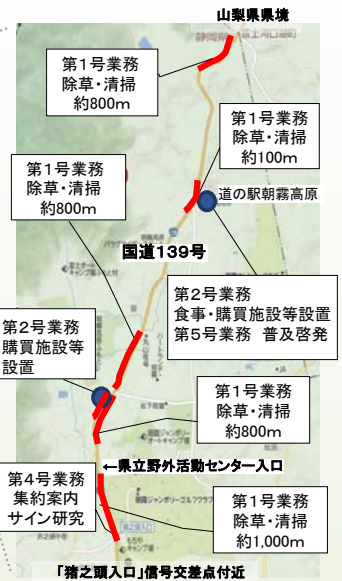 山梨県県境
第1号業務
除草・清掃
約800m
第1号業務
除草・清掃
約100m
第1号業務
除草・清掃
約800m
道の駅朝霧高原
国道139号
第2号業務
食事・購買施設等設置
第5号業務 普及啓発
第2号業務
購買施設等
設置
第1号業務
除草・清掃
約800m
←県立野外活動センター入口
第4号業務
集約案内
サイン研究
第1号業務
除草・清掃
約1,000m
「猪之頭入口」信号交差点付近